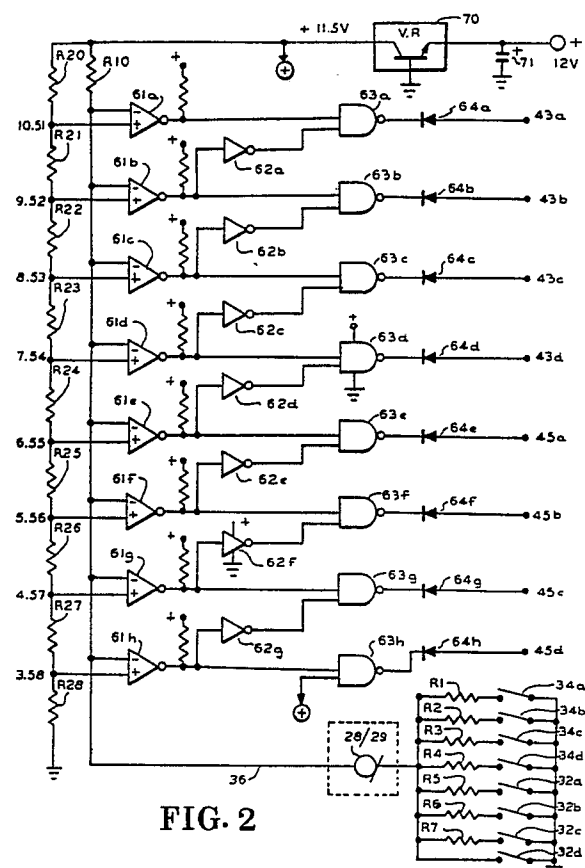 + 11.5V
V.R
70
+
71
12V
R20
R10
+
+
61a
63a
64a
43a
10.51
- +
R21
62a
+
61b
63b
64b
43b
9.52
- +
R22
62b
+
61c
63c
64c
43c
8.53
- +
R23
62c
+
+
61d
63d
64d
43d
7.54
- +
R24
62d
+
61e
63e
64e
45a
6.55
- +
R25
62e
+
61f
63f
64f
45b
5.56
- +
R26
+
62f
+
61g
63g
64g
45c
4.57
- +
R27
62g
+
61h
63h
64h
45d
3.58
- +
R28
+
R1
34a
R2
34b
R3
34c
R4
34d
R5
32a
R6
32b
R7
32c
32d
28/29
36
FIG. 2